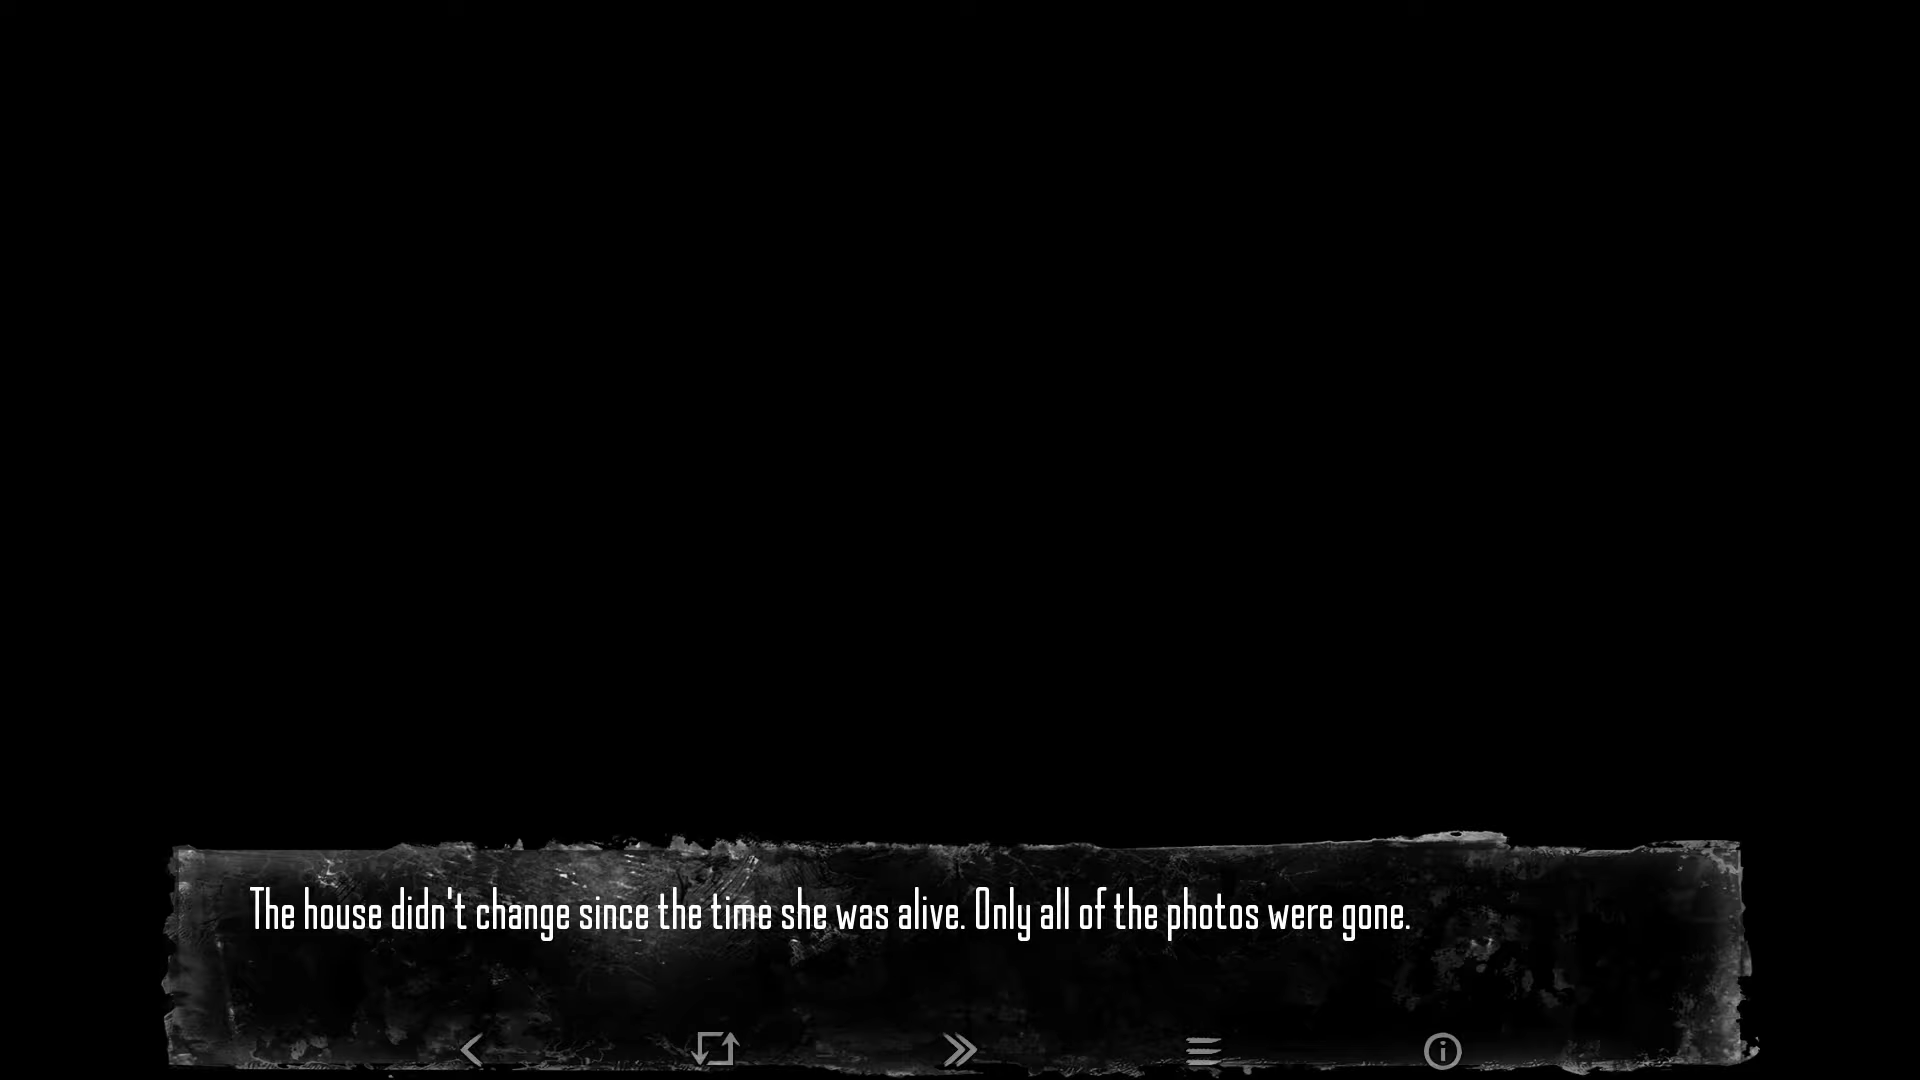 The house didn't change since the time she was alive. Only all of the photos were gone.